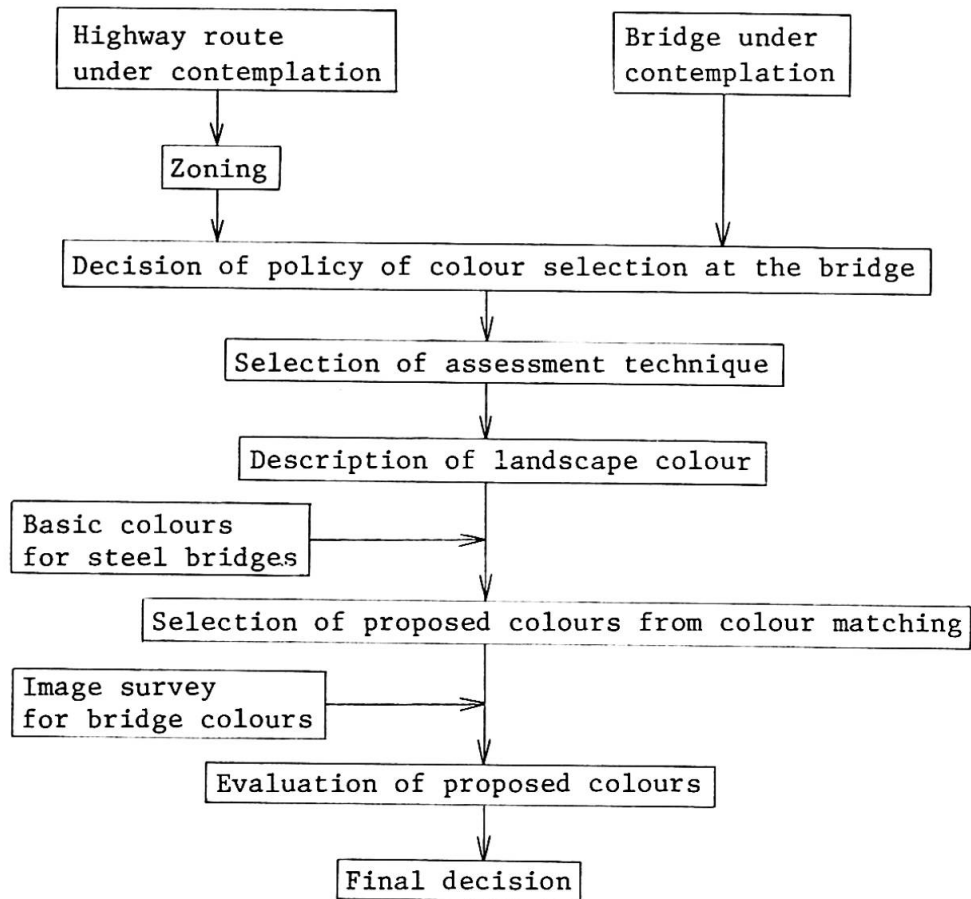 Highway route
under contemplation
Bridge under
contemplation
Zoning
Decision of policy of colour selection at the bridge
Selection of assessment technique
Description of landscape colour
Basic colours
for steel bridges
Selection of proposed colours from colour matching
Image survey
for bridge colours
Evaluation of proposed colours
Final decision